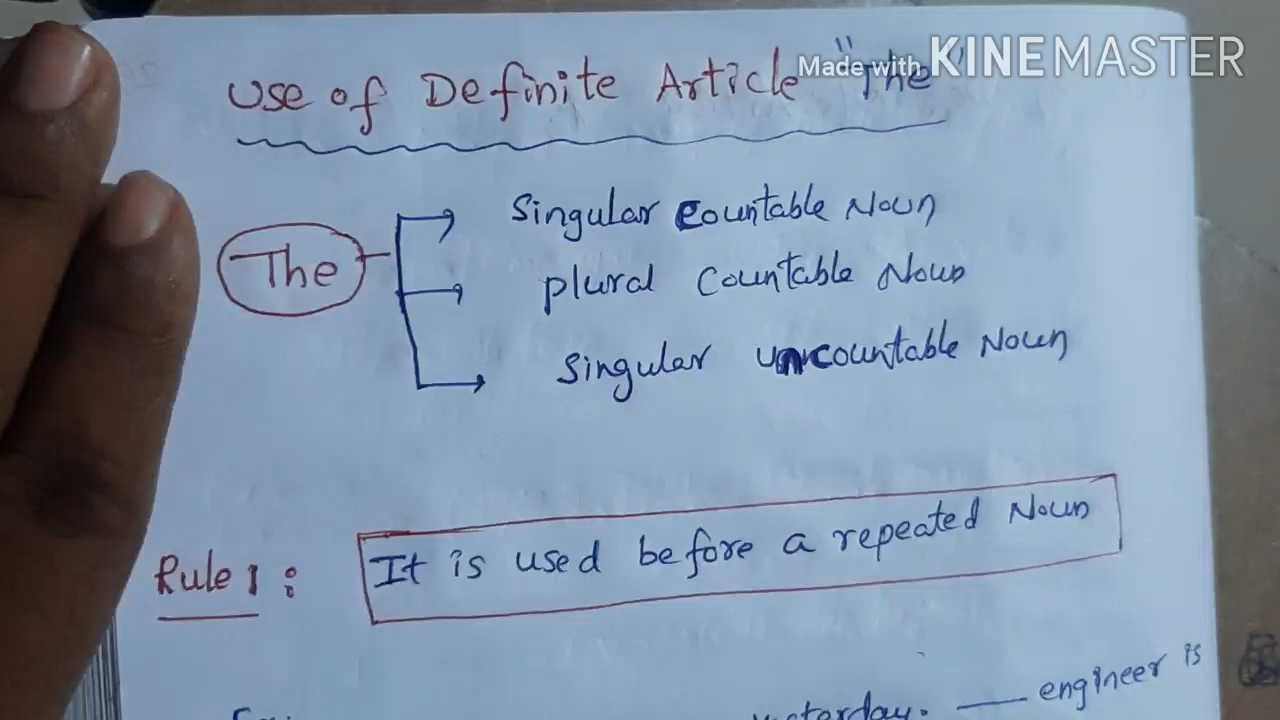 Made with KINEMASTER
Use of Definite Article "The"
The
Singular Countable Noun
plural Countable Noun
Singular uncountable Noun
Rule 1 : It is used before a repeated Noun
yesterday. ___ engineer is